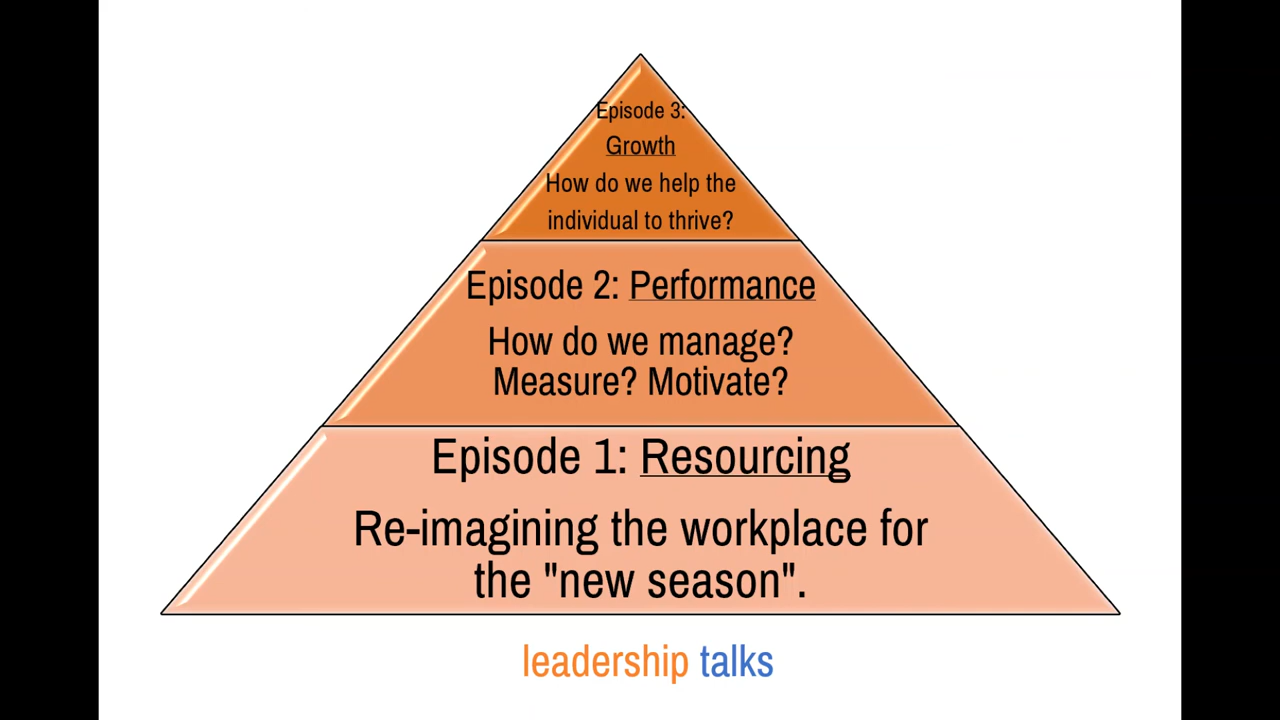 Episode 3:
Growth
How do we help the
individual to thrive?
Episode 2: Performance
How do we manage?
Measure? Motivate?
Episode 1: Resourcing
Re-imagining the workplace for
the "new season".
leadership talks